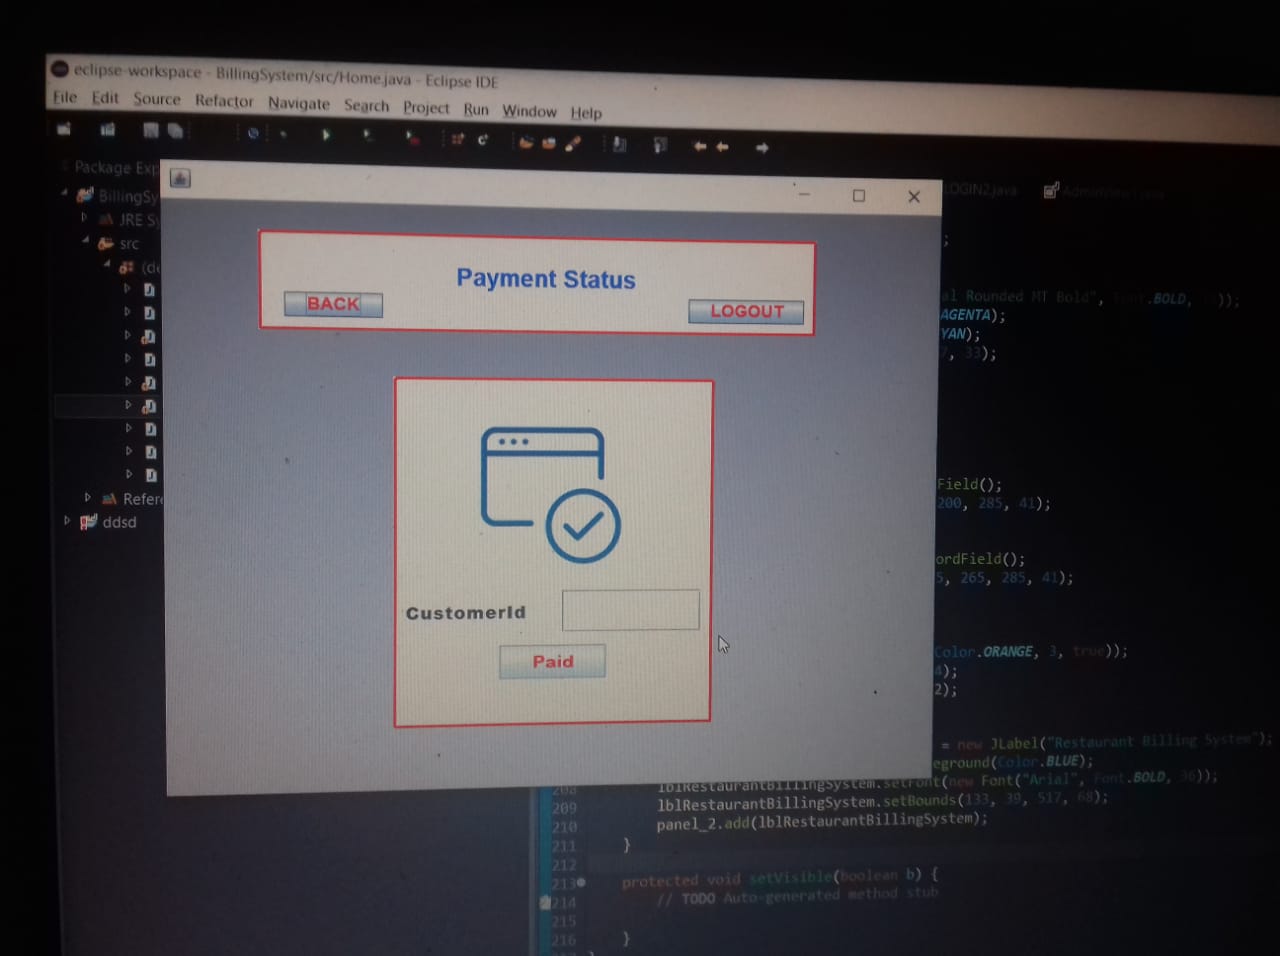 eclipse-workspace - BillingSystem/src/Home.java - Eclipse IDE
File Edit Source Refactor Navigate Search Project Run Window Help
Package Exp
LOGIN2.java
BillingSy
JRE Sy
src
(de
Refere
ddsd
Payment Status
BACK
LOGOUT
CustomerId
Paid
;
al Rounded MT Bold", Font.BOLD, ));
AGENTA);
YAN);
, 33);
Field();
200, 285, 41);
ordField();
5, 265, 285, 41);
Color.ORANGE, 3, true));
4);
2);
= new JLabel("Restaurant Billing System");
eground(Color.BLUE);
208 lblRestaurantBillingSystem.setFont(new Font("Arial", Font.BOLD, 36));
209 lblRestaurantBillingSystem.setBounds(133, 39, 517, 68);
210 panel_2.add(lblRestaurantBillingSystem);
211 }
212
213 protected void setVisible(boolean b) {
214 // TODO Auto-generated method stub
215
216 }